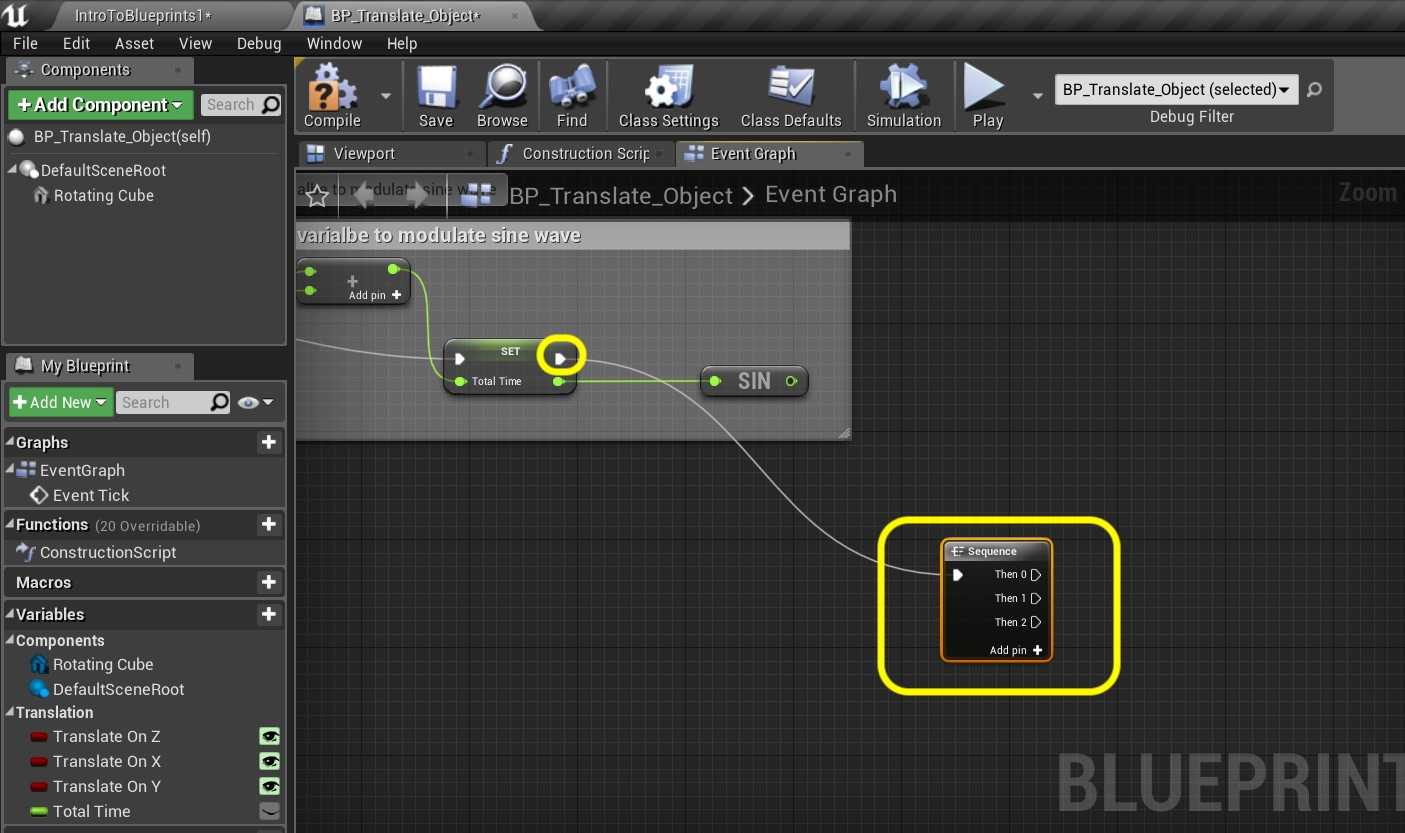 IntroToBlueprints1*
BP_Translate_Object*
File Edit Asset View Debug Window Help
Components
+Add Component
Search
BP_Translate_Object(self)
DefaultSceneRoot
Rotating Cube
Compile
Save
Browse
Find
Class Settings
Class Defaults
Simulation
Play
BP_Translate_Object (selected)
Debug Filter
Viewport
Construction Scrip
Event Graph
BP_Translate_Object > Event Graph
Zoom
albe to modulate sine wave
varialbe to modulate sine wave
+
Add pin +
SET
Total Time
SIN
Sequence
Then 0
Then 1
Then 2
Add pin +
BLUEPRINT
My Blueprint
+Add New
Search
Graphs
EventGraph
Event Tick
Functions (20 Overridable)
ConstructionScript
Macros
Variables
Components
Rotating Cube
DefaultSceneRoot
Translation
Translate On Z
Translate On X
Translate On Y
Total Time